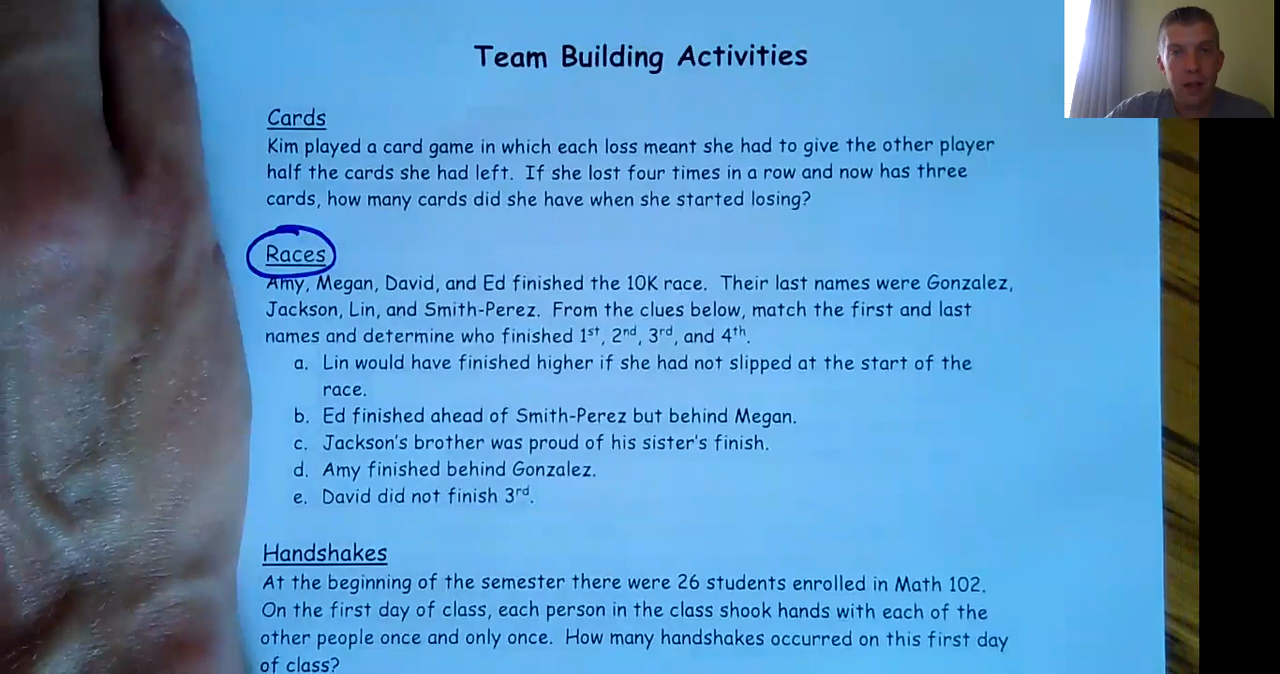 Team Building Activities
Cards
Kim played a card game in which each loss meant she had to give the other player
half the cards she had left. If she lost four times in a row and now has three
cards, how many cards did she have when she started losing?
Races
Amy, Megan, David, and Ed finished the 10K race. Their last names were Gonzalez,
Jackson, Lin, and Smith-Perez. From the clues below, match the first and last
names and determine who finished 1st, 2nd, 3rd, and 4th.
a. Lin would have finished higher if she had not slipped at the start of the
race.
b. Ed finished ahead of Smith-Perez but behind Megan.
c. Jackson's brother was proud of his sister's finish.
d. Amy finished behind Gonzalez.
e. David did not finish 3rd.
Handshakes
At the beginning of the semester there were 26 students enrolled in Math 102.
On the first day of class, each person in the class shook hands with each of the
other people once and only once. How many handshakes occurred on this first day
of class?